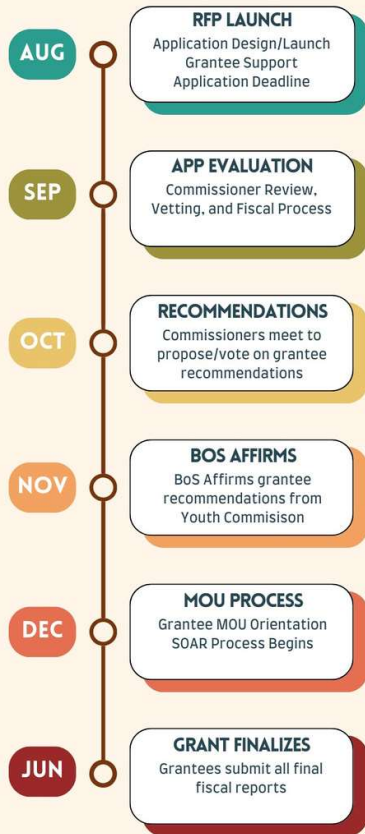 AUG
RFP LAUNCH
Application Design/Launch
Grantee Support
Application Deadline
SEP
APP EVALUATION
Commissioner Review,
Vetting, and Fiscal Process
OCT
RECOMMENDATIONS
Commissioners meet to
propose/vote on grantee
recommendations
NOV
BOS AFFIRMS
BoS Affirms grantee
recommendations from
Youth Commisison
DEC
MOU PROCESS
Grantee MOU Orientation
SOAR Process Begins
JUN
GRANT FINALIZES
Grantees submit all final
fiscal reports